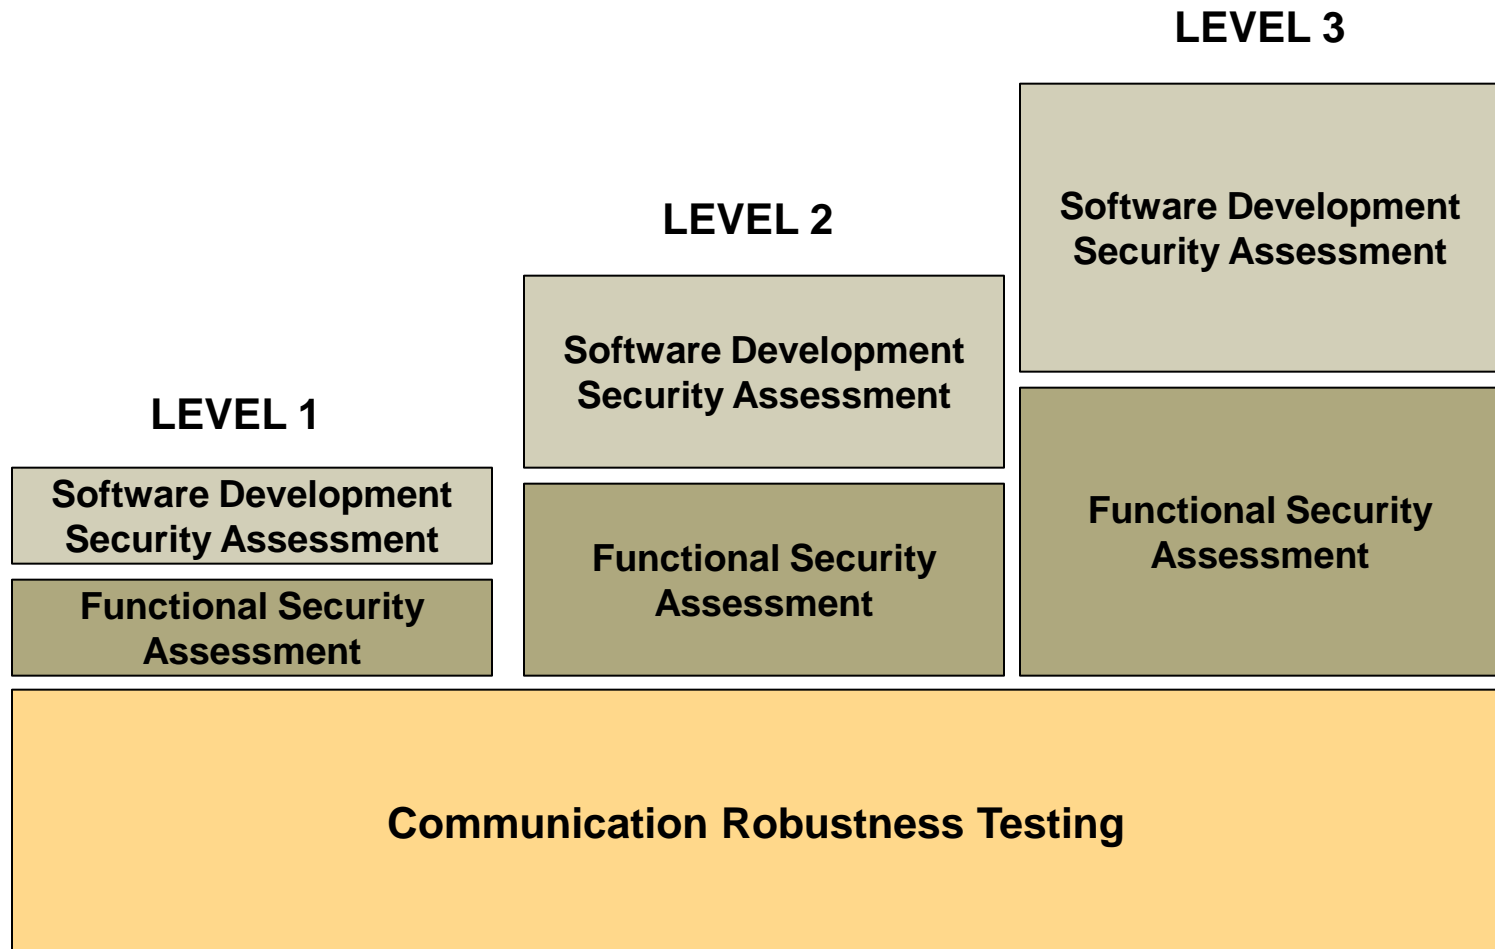 LEVEL 3
Software Development
Security Assessment
Functional Security
Assessment
LEVEL 2
Software Development
Security Assessment
Functional Security
Assessment
LEVEL 1
Software Development
Security Assessment
Functional Security
Assessment
Communication Robustness Testing